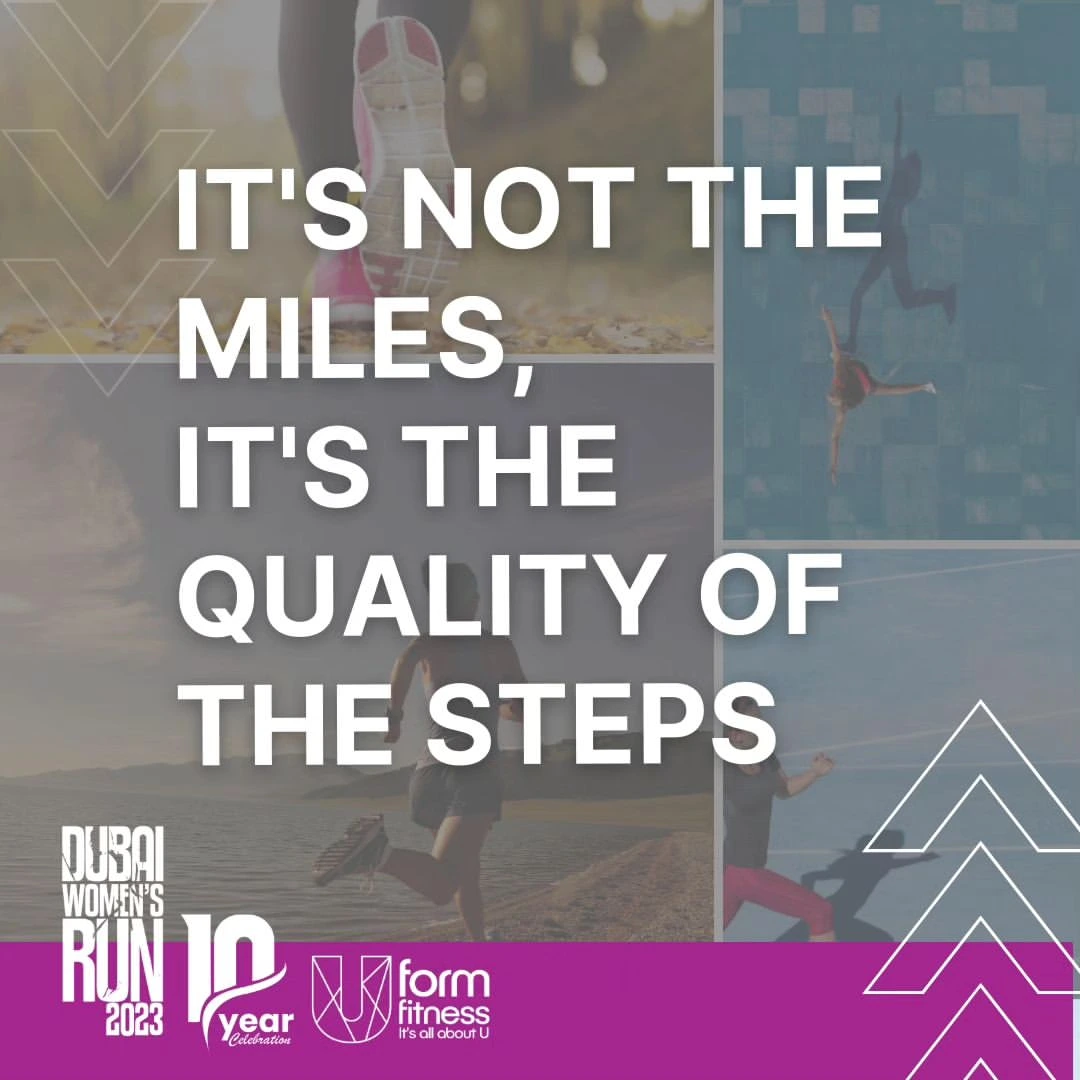 IT'S NOT THE
MILES,
IT'S THE
QUALITY OF
THE STEPS
DUBAI
WOMEN'S
RUN
2023
10
year
Celebration
U form
fitness
It's all about U